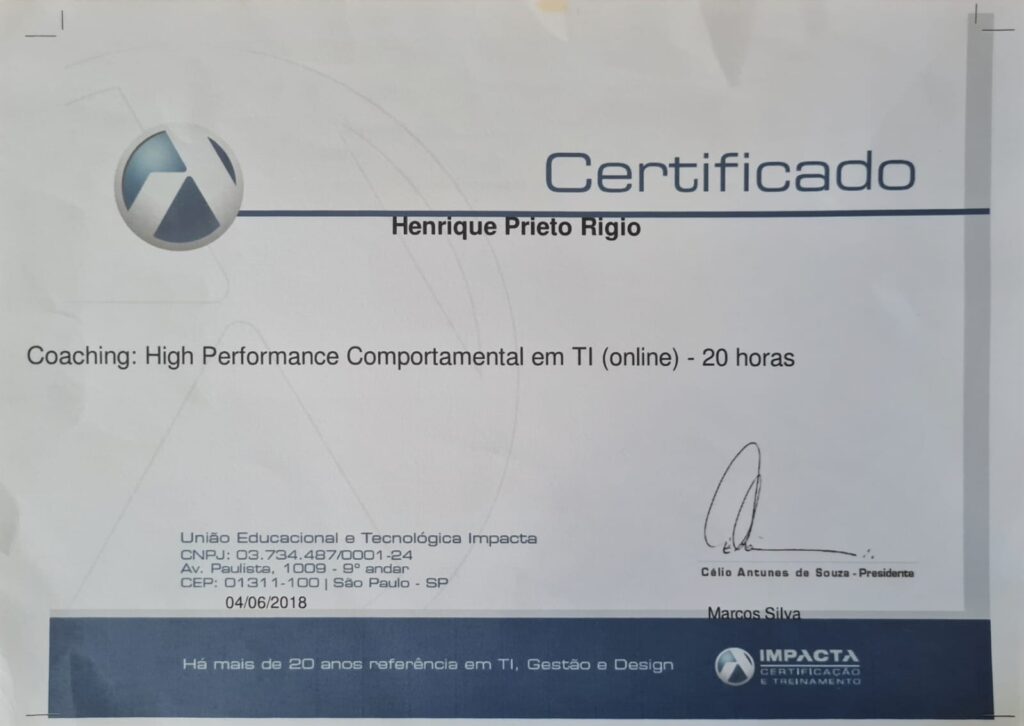 Certificado
Henrique Prieto Rigio
Coaching: High Performance Comportamental em TI (online) - 20 horas
União Educacional e Tecnológica Impacta
CNPJ: 03.734.487/0001-24
Av. Paulista, 1009 - 9º andar
CEP: 01311-100 | São Paulo - SP
04/06/2018
Célio Antunes de Souza - Presidente
Marcos Silva
Há mais de 20 anos referência em TI, Gestão e Design
IMPACTA
CERTIFICAÇÃO
E TREINAMENTO